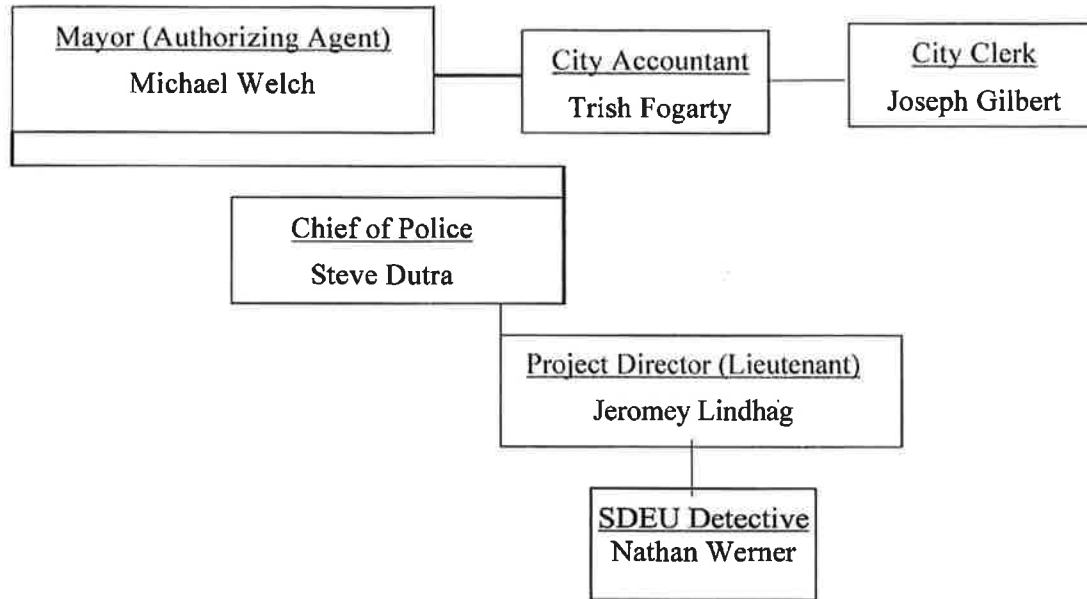 Mayor (Authorizing Agent)
Michael Welch
City Accountant
Trish Fogarty
City Clerk
Joseph Gilbert
Chief of Police
Steve Dutra
Project Director (Lieutenant)
Jeromey Lindhag
SDEU Detective
Nathan Werner